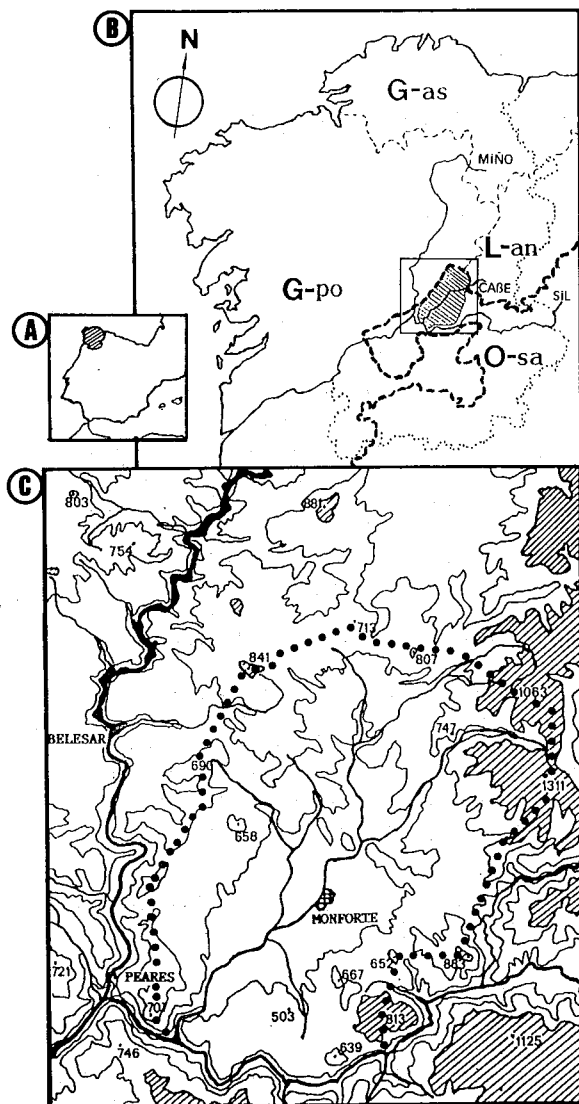 B
N
G-as
MIÑO
L-an
G-po
CAßE
SiL
A
O-sa
C
803
881
754
713
841
807
1063
747
BELESAR
690
1311
658
MONFORTE
652
883
721
PEARES
667
701
503
813
746
639
1125